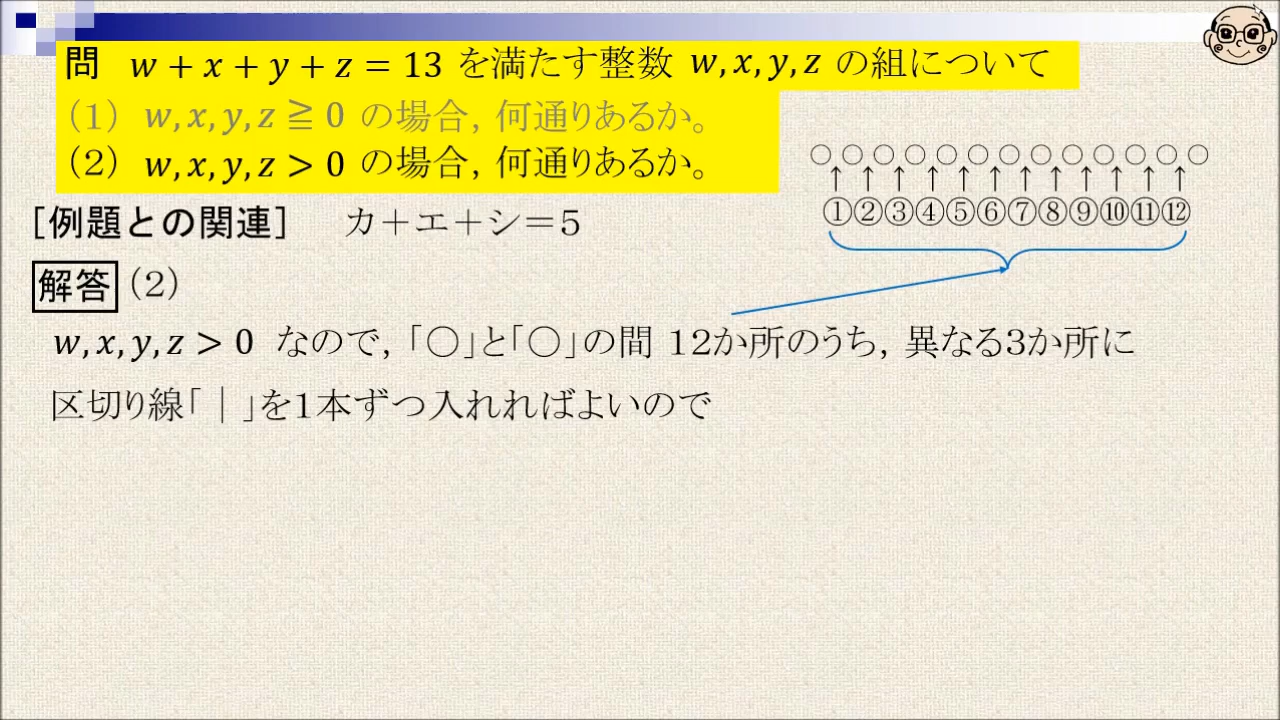 問 w + x + y + z = 13 を満たす整数 w, x, y, z の組について
(1) w, x, y, z ≧ 0 の場合, 何通りあるか。
(2) w, x, y, z > 0 の場合, 何通りあるか。
○○○○○○○○○○○○○
↑↑↑↑↑↑↑↑↑↑↑↑
①②③④⑤⑥⑦⑧⑨⑩⑪⑫
[例題との関連] カ+エ+シ=5
解答 (2)
w, x, y, z > 0 なので, 「○」と「○」の間 12か所のうち, 異なる3か所に
区切り線「|」を1本ずつ入れればよいので